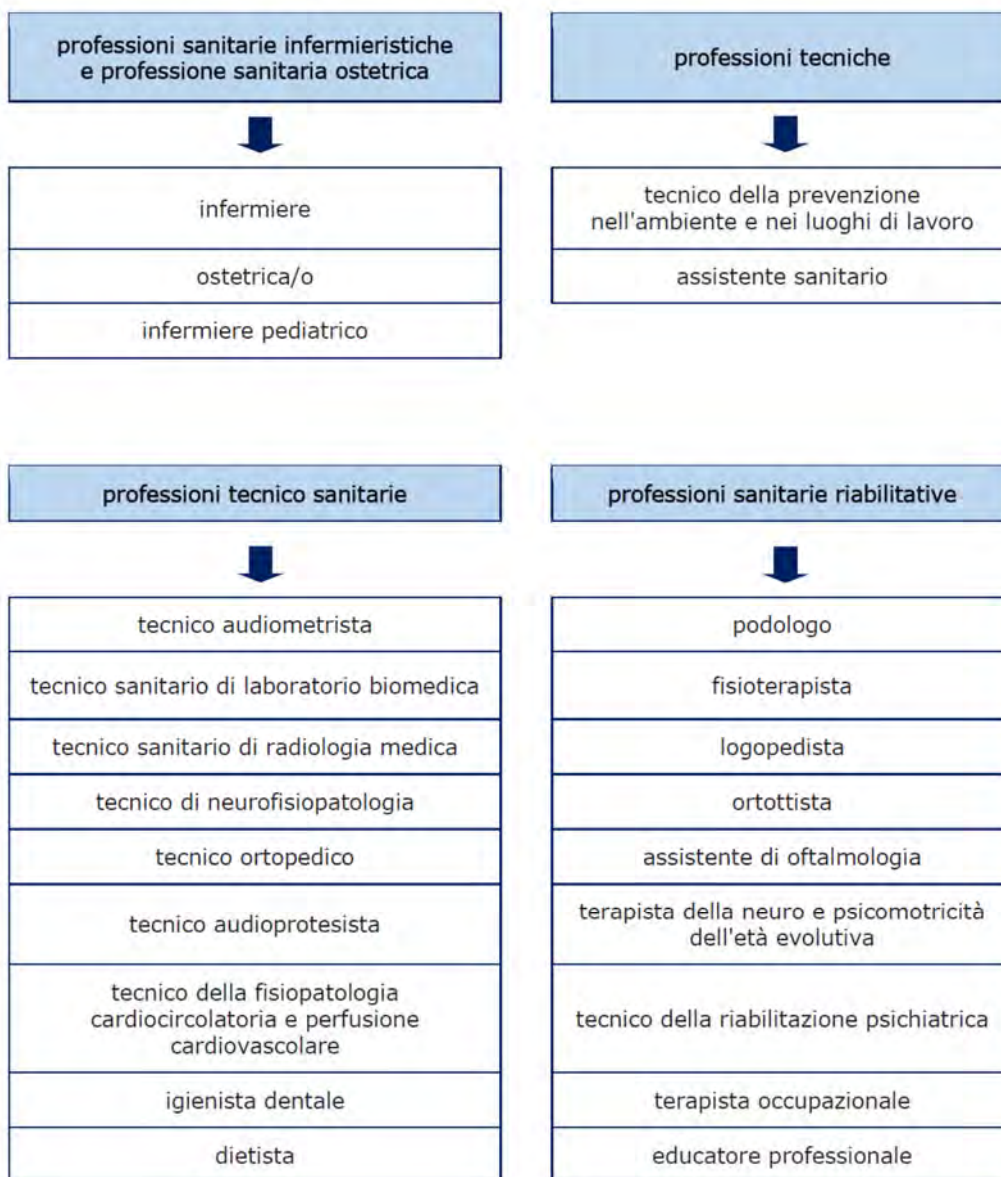 professioni sanitarie infermieristiche
e professione sanitaria ostetrica
infermiere
ostetrica/o
infermiere pediatrico
professioni tecniche
tecnico della prevenzione
nell'ambiente e nei luoghi di lavoro
assistente sanitario
professioni tecnico sanitarie
tecnico audiometrista
tecnico sanitario di laboratorio biomedica
tecnico sanitario di radiologia medica
tecnico di neurofisiopatologia
tecnico ortopedico
tecnico audioprotesista
tecnico della fisiopatologia
cardiocircolatoria e perfusione
cardiovascolare
igienista dentale
dietista
professioni sanitarie riabilitative
podologo
fisioterapista
logopedista
ortottista
assistente di oftalmologia
terapista della neuro e psicomotricità
dell'età evolutiva
tecnico della riabilitazione psichiatrica
terapista occupazionale
educatore professionale